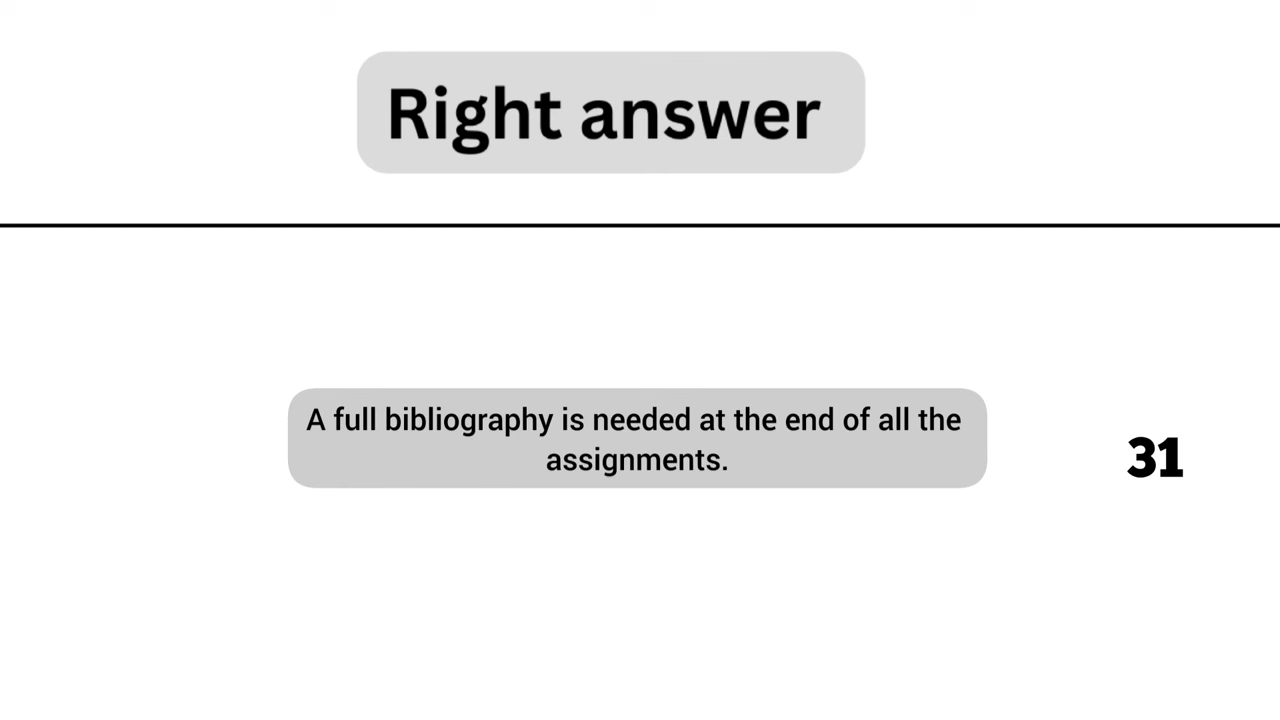 Right answer
A full bibliography is needed at the end of all the
assignments.
31